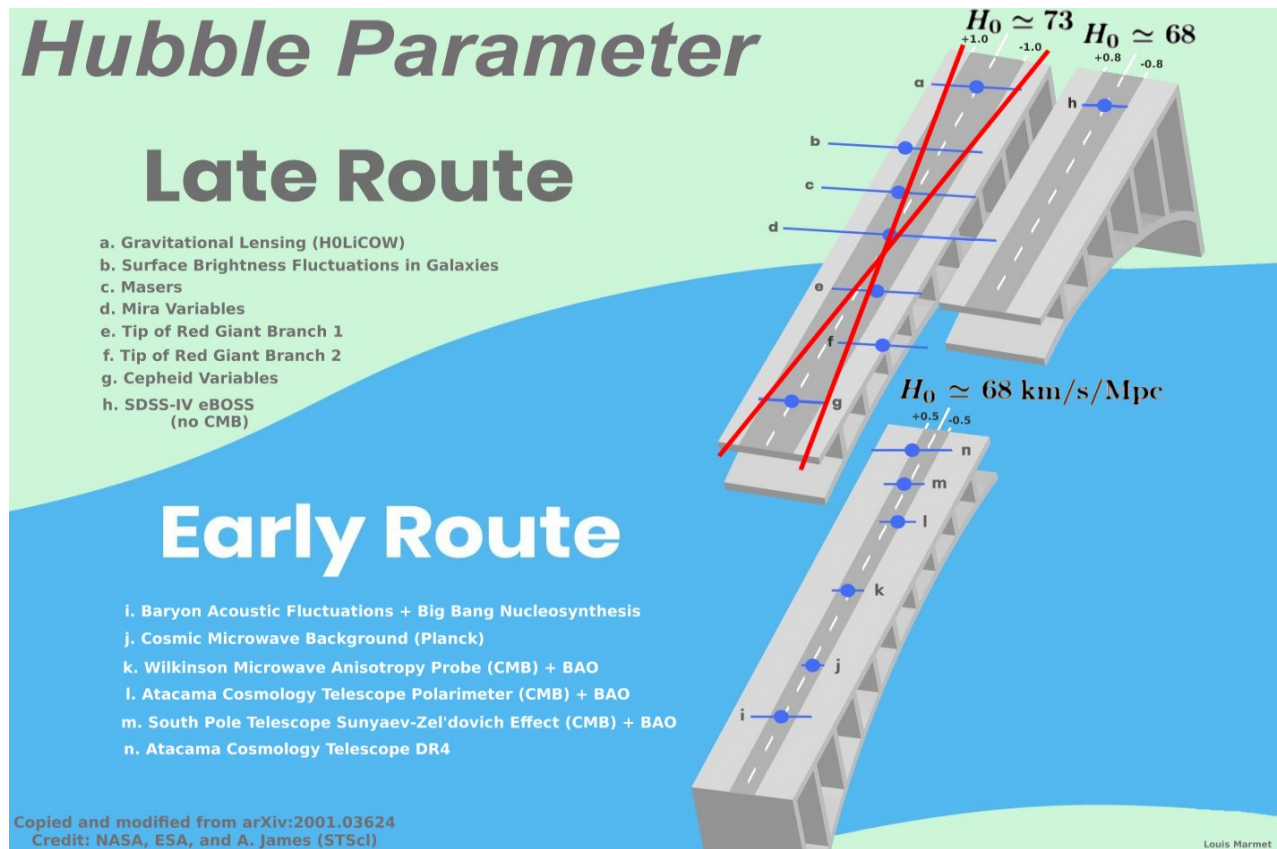 Hubble Parameter
Late Route
a. Gravitational Lensing (H0LiCOW)
b. Surface Brightness Fluctuations in Galaxies
c. Masers
d. Mira Variables
e. Tip of Red Giant Branch 1
f. Tip of Red Giant Branch 2
g. Cepheid Variables
h. SDSS-IV eBOSS
(no CMB)
H₀ ≃ 73
+1.0
-1.0
H₀ ≃ 68
+0.8
-0.8
a
b
c
d
e
f
g
h
H₀ ≃ 68 km/s/Mpc
+0.5
-0.5
n
m
l
k
j
i
Early Route
i. Baryon Acoustic Fluctuations + Big Bang Nucleosynthesis
j. Cosmic Microwave Background (Planck)
k. Wilkinson Microwave Anisotropy Probe (CMB) + BAO
l. Atacama Cosmology Telescope Polarimeter (CMB) + BAO
m. South Pole Telescope Sunyaev-Zel'dovich Effect (CMB) + BAO
n. Atacama Cosmology Telescope DR4
Copied and modified from arXiv:2001.03624
Credit: NASA, ESA, and A. James (STScI)
Louis Marmet